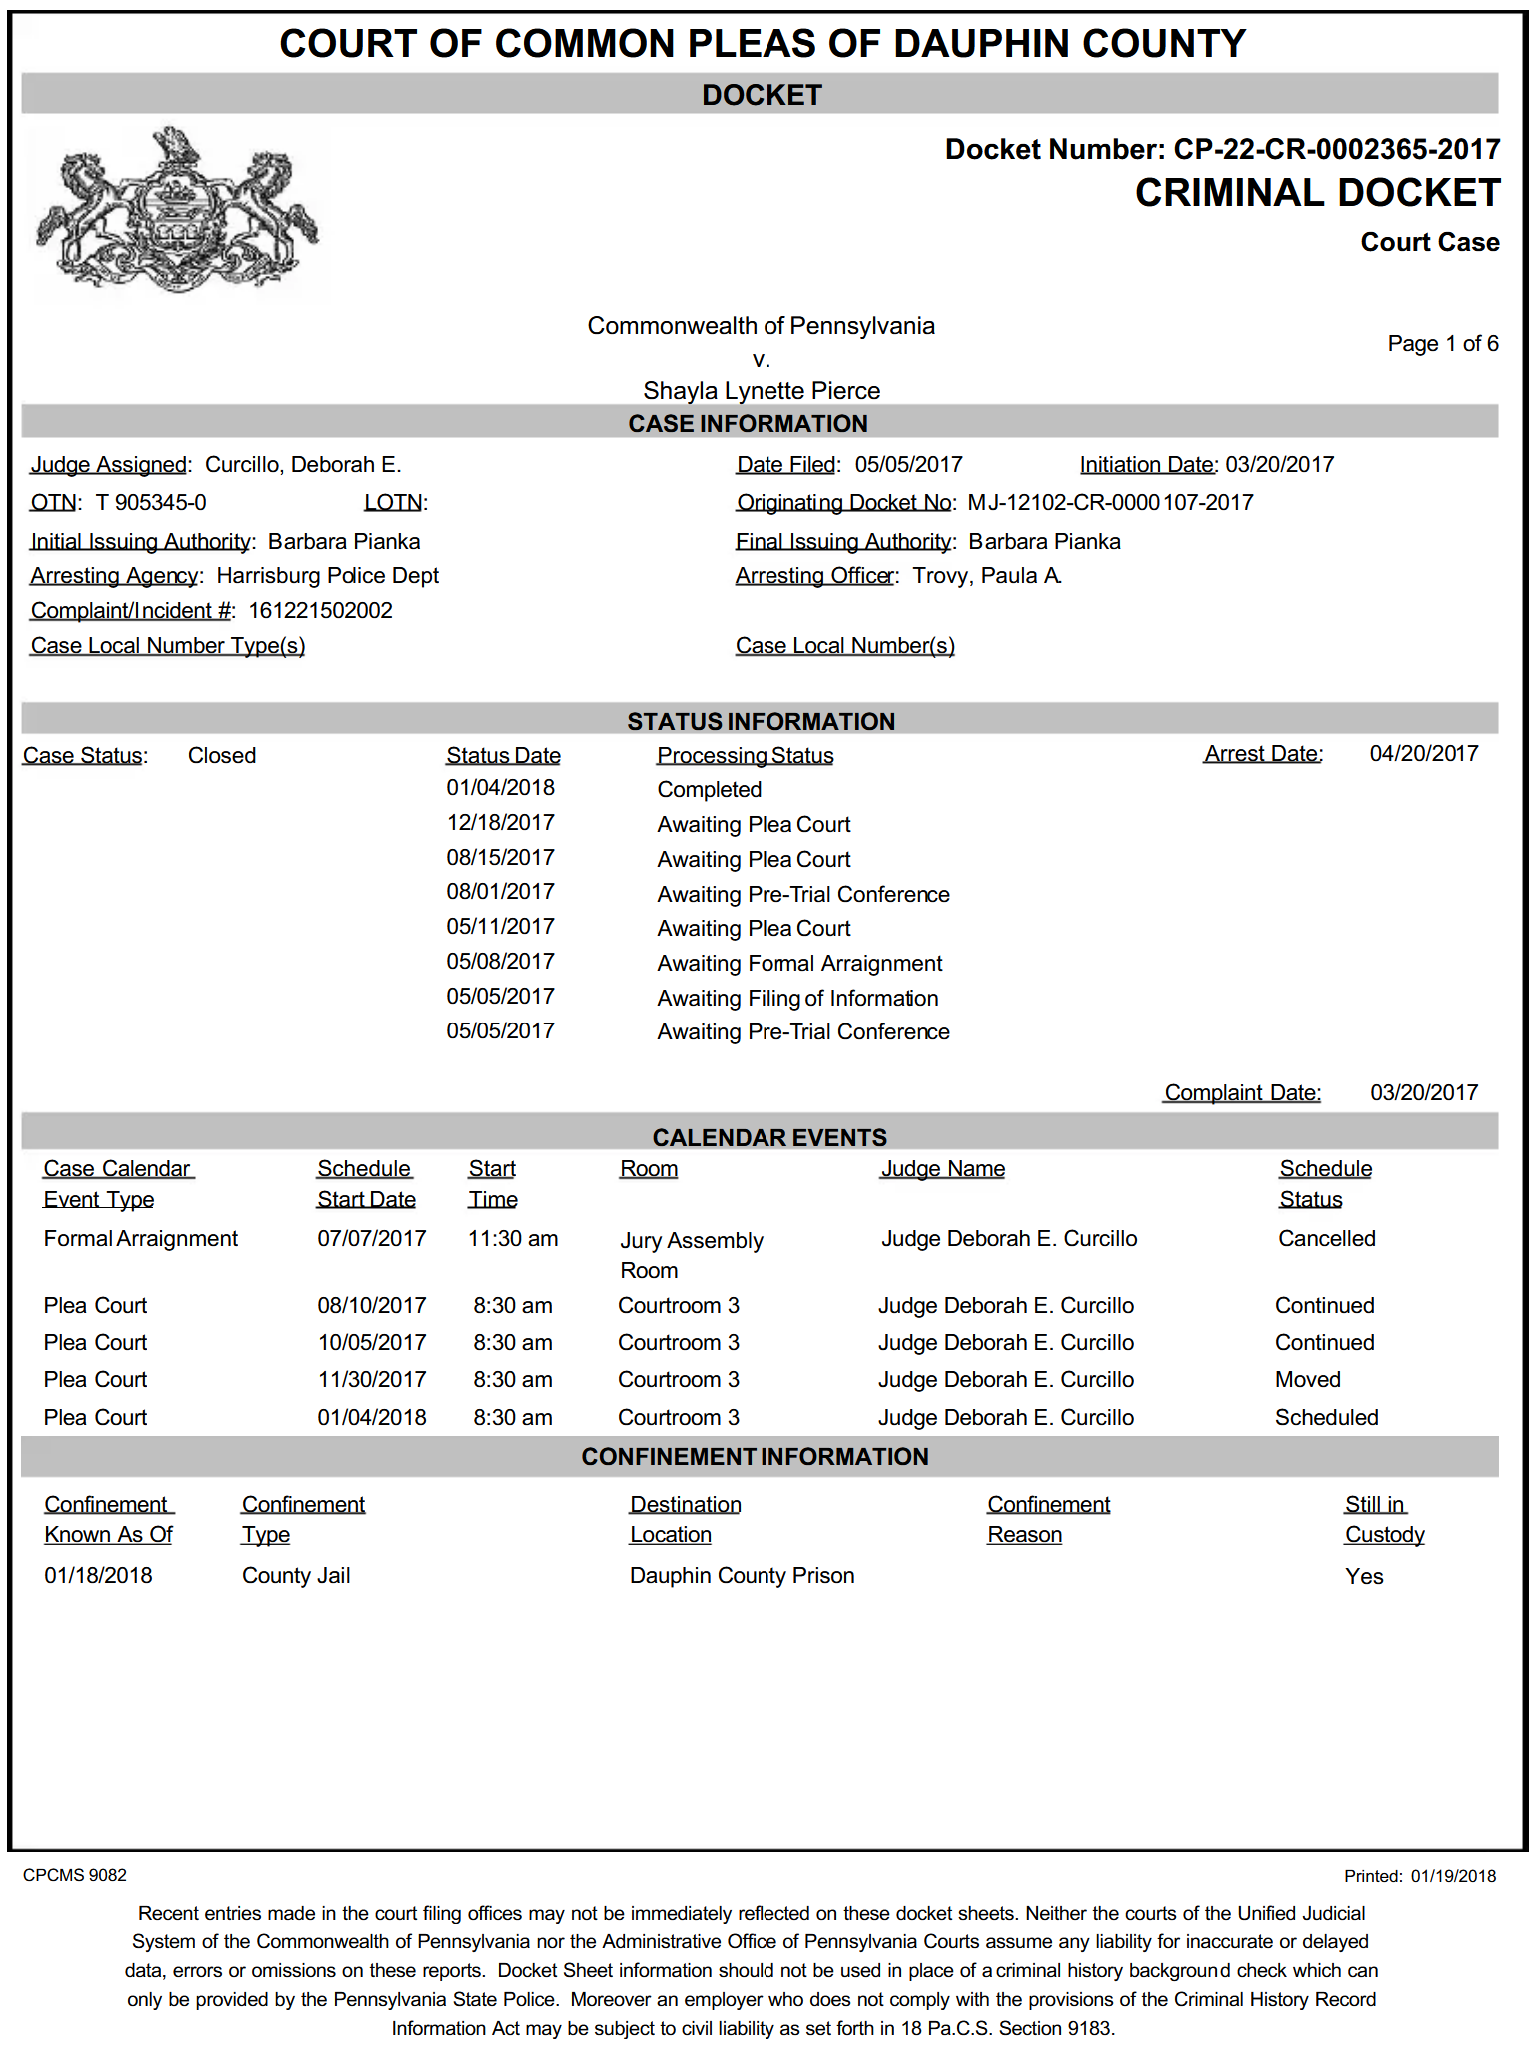 COURT OF COMMON PLEAS OF DAUPHIN COUNTY
DOCKET
Docket Number: CP-22-CR-0002365-2017
CRIMINAL DOCKET
Court Case
Commonwealth of Pennsylvania
v.
Shayla Lynette Pierce
Page 1 of 6
CASE INFORMATION
Judge Assigned: Curcillo, Deborah E. Date Filed: 05/05/2017 Initiation Date: 03/20/2017
OTN: T 905345-0 LOTN: Originating Docket No: MJ-12102-CR-0000107-2017
Initial Issuing Authority: Barbara Pianka Final Issuing Authority: Barbara Pianka
Arresting Agency: Harrisburg Police Dept Arresting Officer: Trovy, Paula A.
Complaint/Incident #: 161221502002
Case Local Number Type(s) Case Local Number(s)
STATUS INFORMATION
Case Status: Closed Status Date Processing Status Arrest Date: 04/20/2017
01/04/2018 Completed
12/18/2017 Awaiting Plea Court
08/15/2017 Awaiting Plea Court
08/01/2017 Awaiting Pre-Trial Conference
05/11/2017 Awaiting Plea Court
05/08/2017 Awaiting Formal Arraignment
05/05/2017 Awaiting Filing of Information
05/05/2017 Awaiting Pre-Trial Conference
Complaint Date: 03/20/2017
CALENDAR EVENTS
Case Calendar Schedule Start Room Judge Name Schedule
Event Type Start Date Time Status
Formal Arraignment 07/07/2017 11:30 am Jury Assembly Judge Deborah E. Curcillo Cancelled
Room
Plea Court 08/10/2017 8:30 am Courtroom 3 Judge Deborah E. Curcillo Continued
Plea Court 10/05/2017 8:30 am Courtroom 3 Judge Deborah E. Curcillo Continued
Plea Court 11/30/2017 8:30 am Courtroom 3 Judge Deborah E. Curcillo Moved
Plea Court 01/04/2018 8:30 am Courtroom 3 Judge Deborah E. Curcillo Scheduled
CONFINEMENT INFORMATION
Confinement Confinement Destination Confinement Still in
Known As Of Type Location Reason Custody
01/18/2018 County Jail Dauphin County Prison Yes
CPCMS 9082 Printed: 01/19/2018
Recent entries made in the court filing offices may not be immediately reflected on these docket sheets. Neither the courts of the Unified Judicial
System of the Commonwealth of Pennsylvania nor the Administrative Office of Pennsylvania Courts assume any liability for inaccurate or delayed
data, errors or omissions on these reports. Docket Sheet information should not be used in place of a criminal history background check which can
only be provided by the Pennsylvania State Police. Moreover an employer who does not comply with the provisions of the Criminal History Record
Information Act may be subject to civil liability as set forth in 18 Pa.C.S. Section 9183.